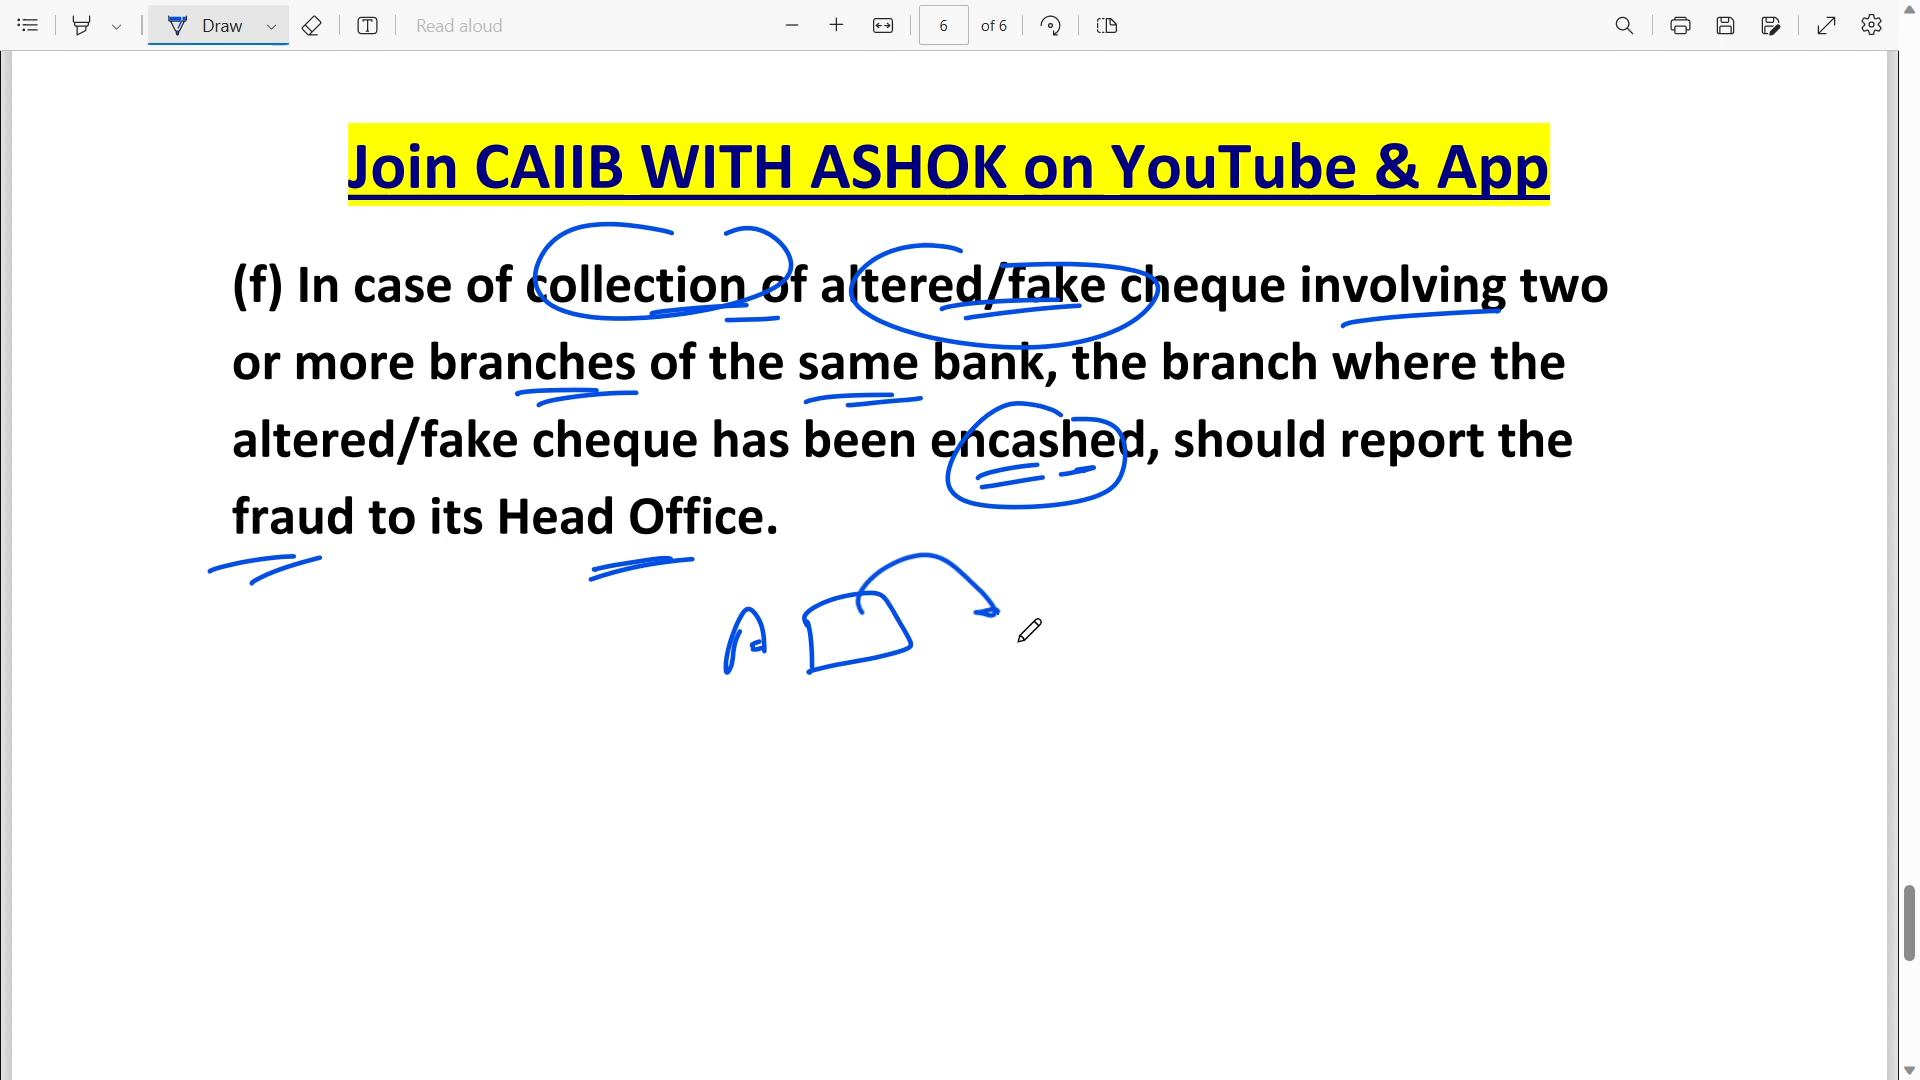 Draw
Read aloud
6
of 6
Join CAIIB WITH ASHOK on YouTube & App
(f) In case of collection of altered/fake cheque involving two
or more branches of the same bank, the branch where the
altered/fake cheque has been encashed, should report the
fraud to its Head Office.
A